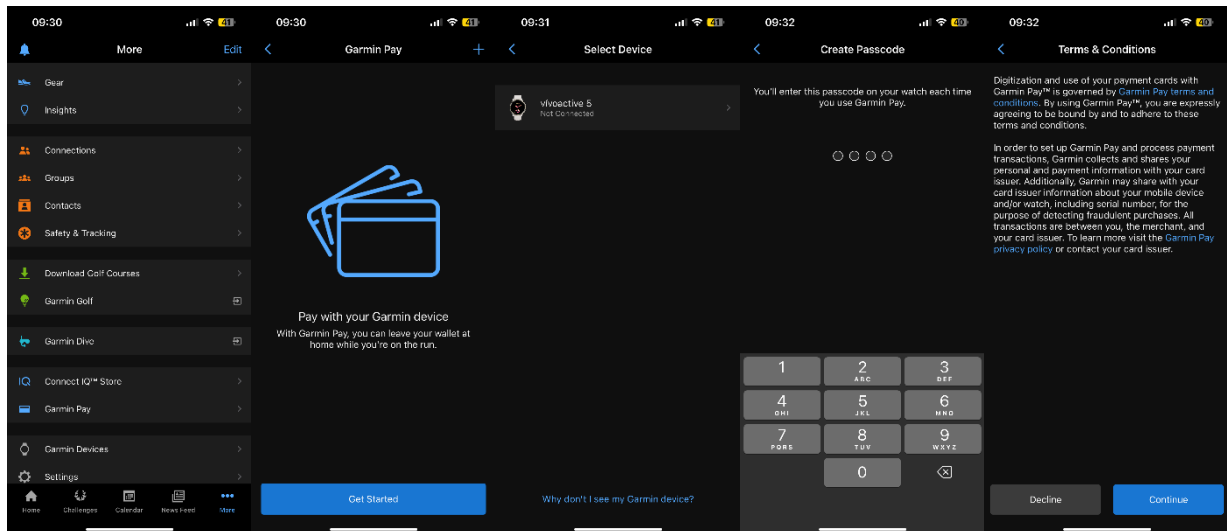 09:30
41
More
Edit
Gear
Insights
Connections
Groups
Contacts
Safety & Tracking
Download Golf Courses
Garmin Golf
Garmin Dive
IQ Connect IQ™ Store
Garmin Pay
Garmin Devices
Settings
Home Challenges Calendar News Feed More
09:30
41
Garmin Pay
+
Pay with your Garmin device
With Garmin Pay, you can leave your wallet at
home while you're on the run.
Get Started
09:31
41
Select Device
vívoactive 5
Not Connected
Why don't I see my Garmin device?
09:32
40
Create Passcode
You'll enter this passcode on your watch each time
you use Garmin Pay.
1 2 3
ABC DEF
4 5 6
GHI JKL MNO
7 8 9
PQRS TUV WXYZ
0
09:32
40
Terms & Conditions
Digitization and use of your payment cards with
Garmin Pay™ is governed by Garmin Pay terms and
conditions. By using Garmin Pay™, you are expressly
agreeing to be bound by and to adhere to these
terms and conditions.
In order to set up Garmin Pay and process payment
transactions, Garmin collects and shares your
personal and payment information with your card
issuer. Additionally, Garmin may share with your
card issuer information about your mobile device
and/or watch, including serial number, for the
purpose of detecting fraudulent purchases. All
transactions are between you, the merchant, and
your card issuer. To learn more visit the Garmin Pay
privacy policy or contact your card issuer.
Decline
Continue